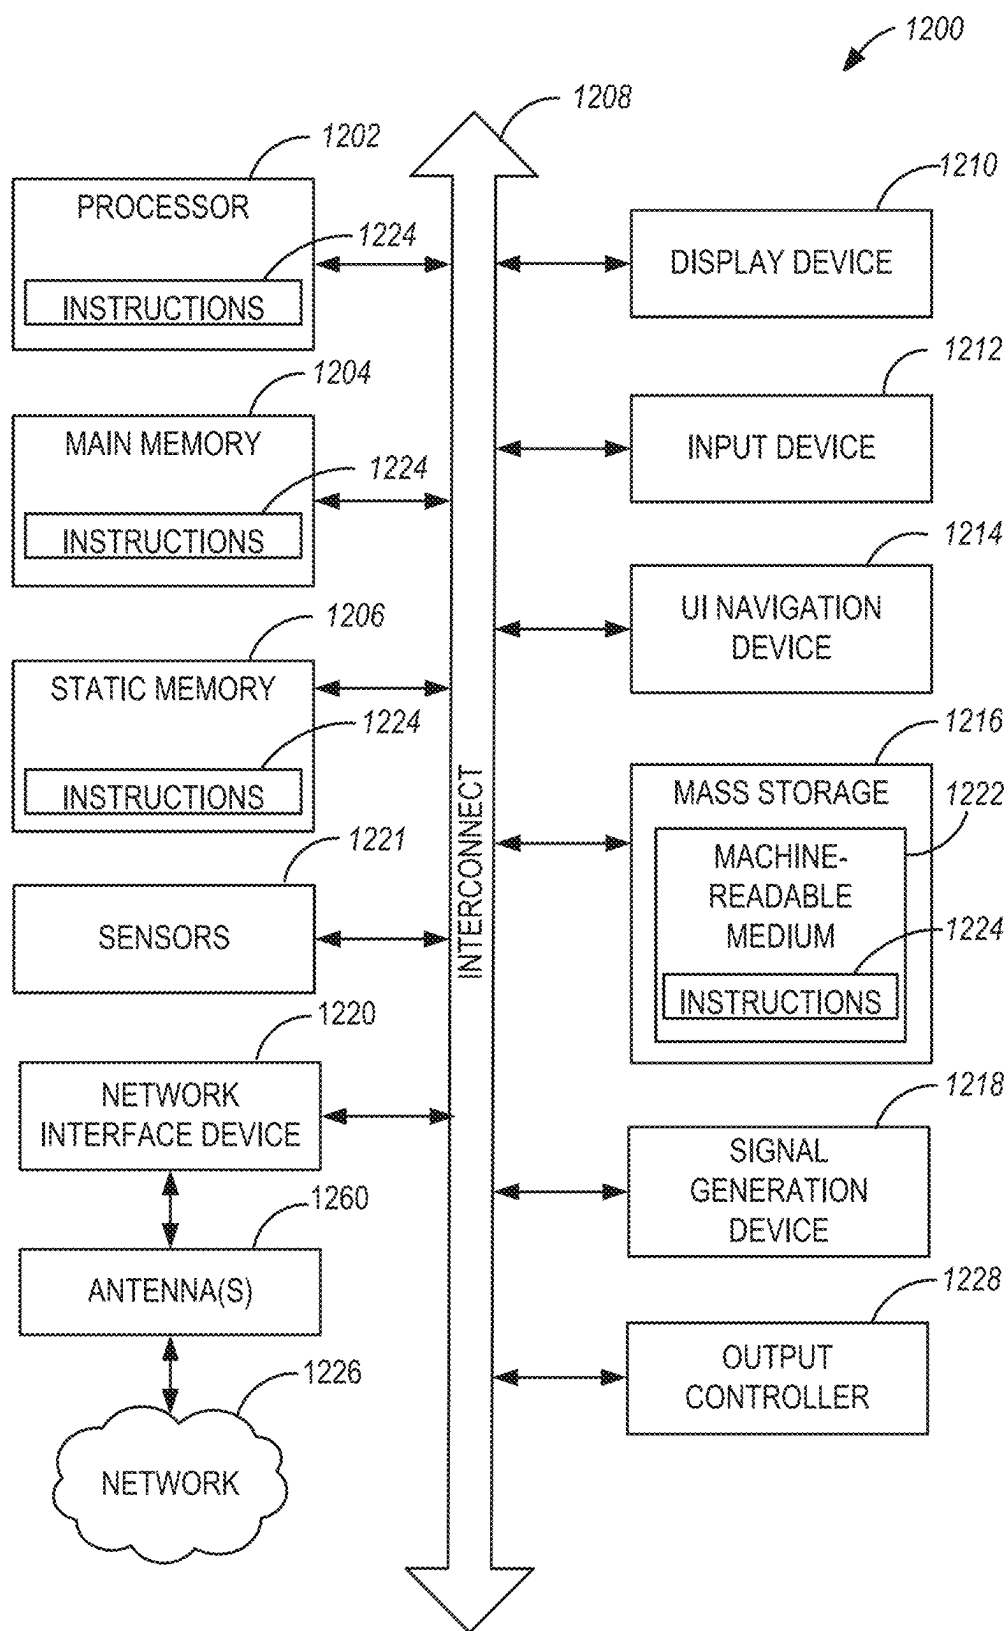 1200
1208
1202
PROCESSOR
1224
INSTRUCTIONS
1204
MAIN MEMORY
1224
INSTRUCTIONS
1206
STATIC MEMORY
1224
INSTRUCTIONS
1221
SENSORS
1220
NETWORK
INTERFACE DEVICE
1260
ANTENNA(S)
1226
NETWORK
INTERCONNECT
1210
DISPLAY DEVICE
1212
INPUT DEVICE
1214
UI NAVIGATION
DEVICE
1216
MASS STORAGE
1222
MACHINE-
READABLE
MEDIUM
1224
INSTRUCTIONS
1218
SIGNAL
GENERATION
DEVICE
1228
OUTPUT
CONTROLLER